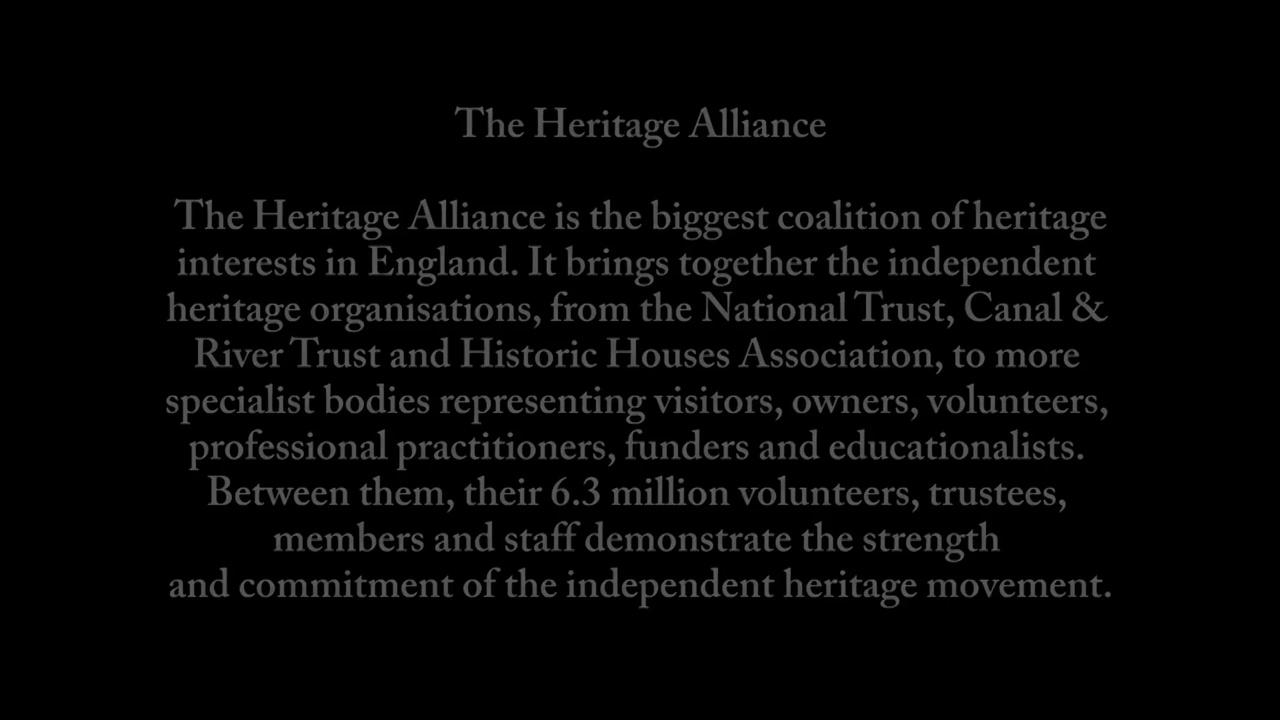 The Heritage Alliance
The Heritage Alliance is the biggest coalition of heritage
interests in England. It brings together the independent
heritage organisations, from the National Trust, Canal &
River Trust and Historic Houses Association, to more
specialist bodies representing visitors, owners, volunteers,
professional practitioners, funders and educationalists.
Between them, their 6.3 million volunteers, trustees,
members and staff demonstrate the strength
and commitment of the independent heritage movement.